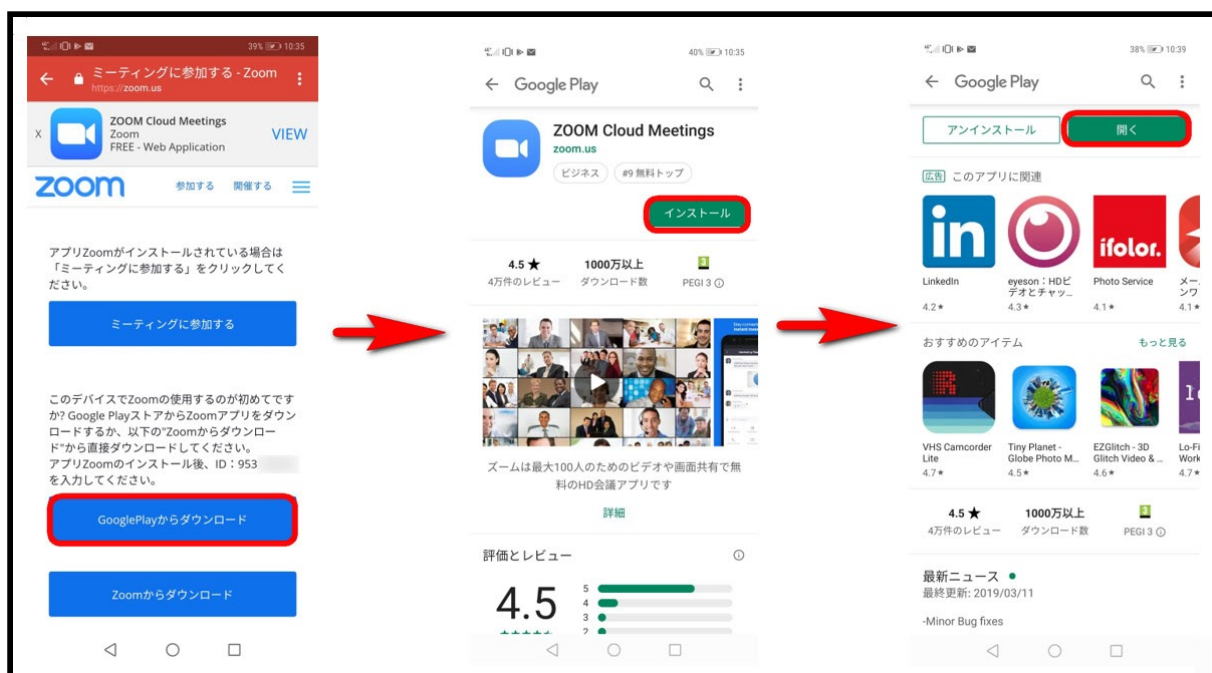 39% 10:35
ミーティングに参加する - Zoom
https://zoom.us
X
ZOOM Cloud Meetings
Zoom
FREE - Web Application
VIEW
zoom
参加する 開催する
アプリZoomがインストールされている場合は
「ミーティングに参加する」をクリックしてく
ださい。
ミーティングに参加する
このデバイスでZoomの使用するのが初めてです
か? Google PlayストアからZoomアプリをダウン
ロードするか、以下の"Zoomからダウンロー
ド"から直接ダウンロードしてください。
アプリZoomのインストール後、ID：953
を入力してください。
GooglePlayからダウンロード
Zoomからダウンロード
40% 10:35
Google Play
ZOOM Cloud Meetings
zoom.us
ビジネス #9 無料トップ
インストール
4.5 ★ 1000万以上 3
4万件のレビュー ダウンロード数 PEGI 3
ズームは最大100人のためのビデオや画面共有で無
料のHD会議アプリです
詳細
評価とレビュー
4.5
5
4
3
2
38% 10:39
Google Play
アンインストール 開く
広告 このアプリに関連
in
ifolor.
LinkedIn eyeson：HDビ Photo Service メー
デオとチャッ... ンワ
4.2★ 4.3★ 4.1★ 4.1★
おすすめのアイテム もっと見る
VHS Camcorder Tiny Planet - EZGlitch - 3D Lo-Fi
Lite Globe Photo M... Glitch Video & ... Work
4.7★ 4.5★ 4.6★ 4.7★
4.5 ★ 1000万以上 3
4万件のレビュー ダウンロード数 PEGI 3
最新ニュース ●
最終更新: 2019/03/11
-Minor Bug fixes